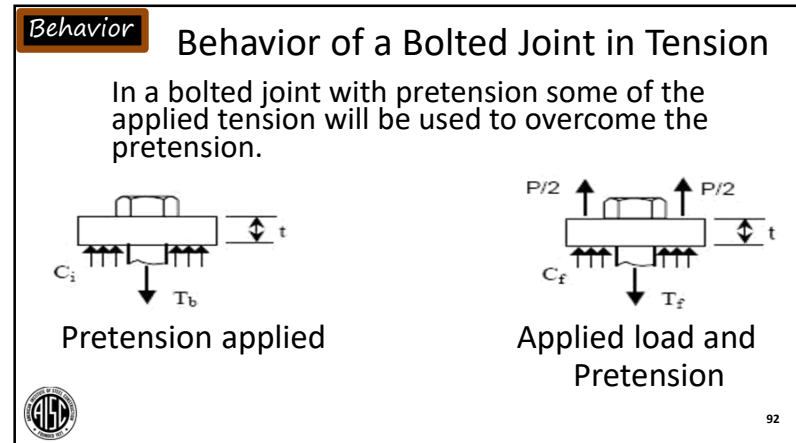 Behavior
Behavior of a Bolted Joint in Tension
In a bolted joint with pretension some of the
applied tension will be used to overcome the
pretension.
t
Ci
Tb
Pretension applied
P/2
P/2
t
Cf
Tf
Applied load and
Pretension
AISC
92